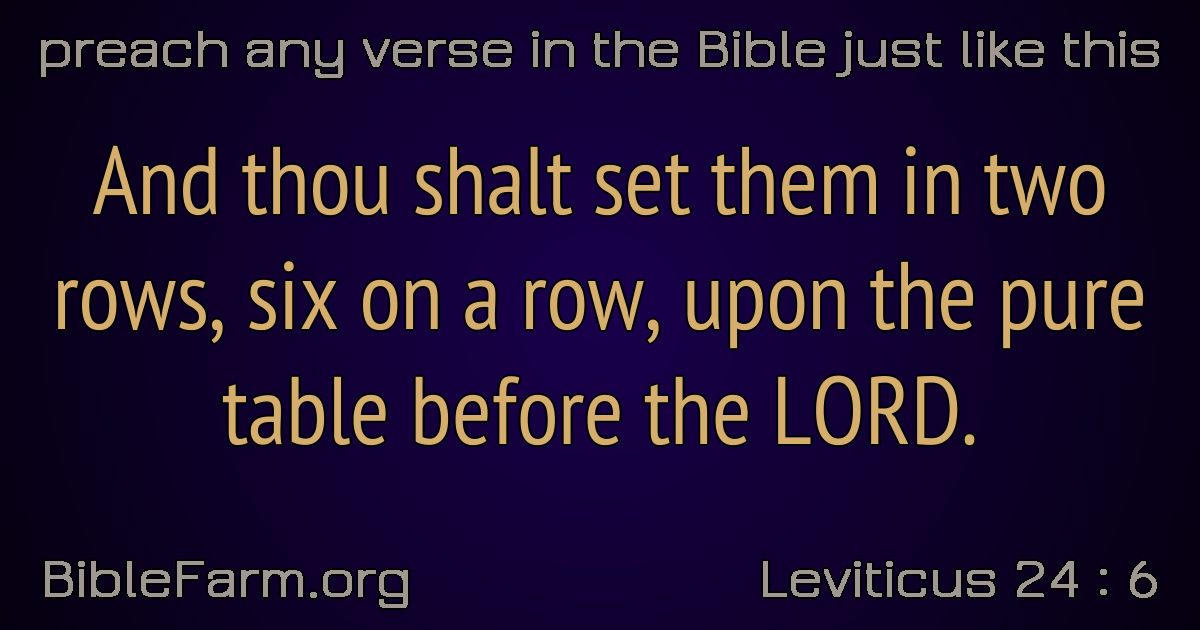 preach any verse in the Bible just like this
And thou shalt set them in two
rows, six on a row, upon the pure
table before the LORD.
BibleFarm.org
Leviticus 24 : 6